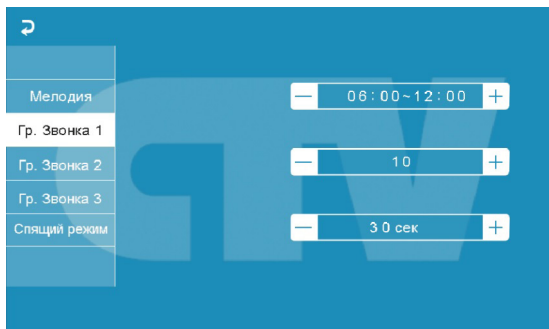 Мелодия
06:00~12:00
Гр. Звонка 1
Гр. Звонка 2
10
Гр. Звонка 3
Спящий режим
30 сек
CTV